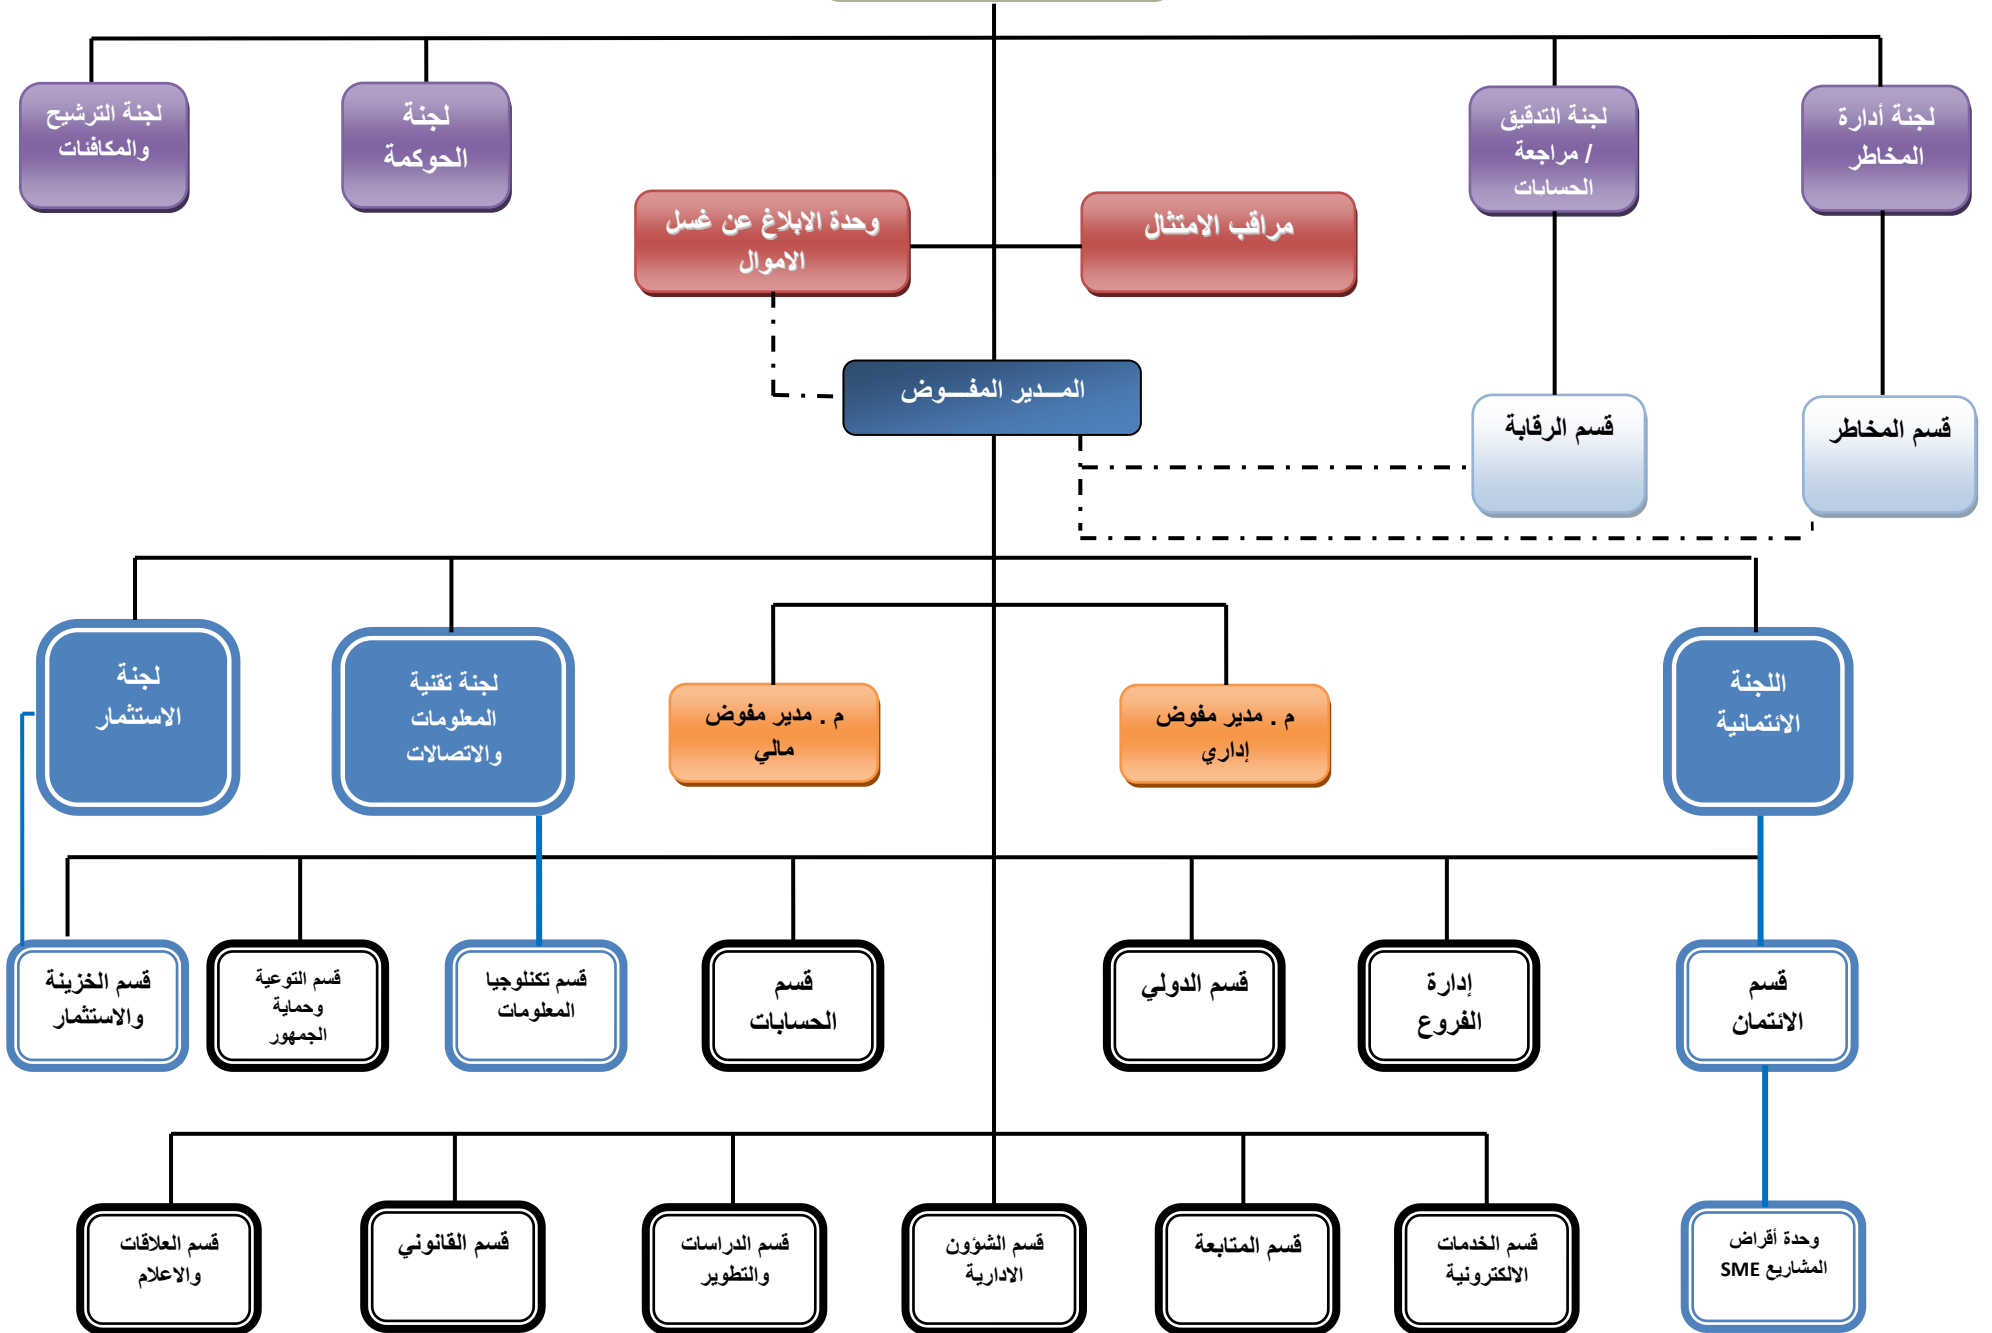 لجنة أدارة
المخاطر
لجنة التدقيق
/ مراجعة
الحسابات
لجنة
الحوكمة
لجنة الترشيح
والمكافئات
مراقب الامتثال
وحدة الابلاغ عن غسل
الاموال
المــدير المفــوض
قسم المخاطر
قسم الرقابة
اللجنة
الائتمانية
م . مدير مفوض
إداري
م . مدير مفوض
مالي
لجنة تقنية
المعلومات
والاتصالات
لجنة
الاستثمار
قسم
الائتمان
إدارة
الفروع
قسم الدولي
قسم
الحسابات
قسم تكنلوجيا
المعلومات
قسم التوعية
وحماية
الجمهور
قسم الخزينة
والاستثمار
وحدة أقراض
المشاريع SME
قسم الخدمات
الالكترونية
قسم المتابعة
قسم الشؤون
الادارية
قسم الدراسات
والتطوير
قسم القانوني
قسم العلاقات
والاعلام